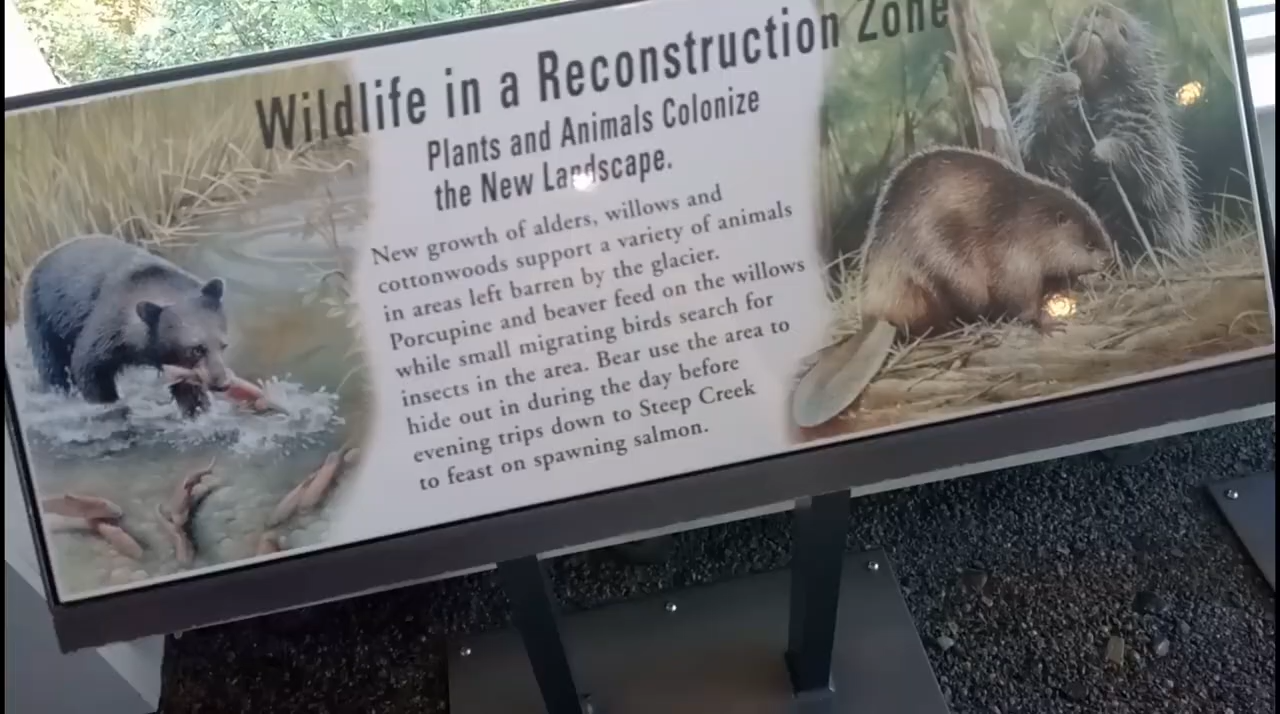 Wildlife in a Reconstruction Zone
Plants and Animals Colonize
the New Landscape.
New growth of alders, willows and
cottonwoods support a variety of animals
in areas left barren by the glacier.
Porcupine and beaver feed on the willows
while small migrating birds search for
insects in the area. Bear use the area to
hide out in during the day before
evening trips down to Steep Creek
to feast on spawning salmon.